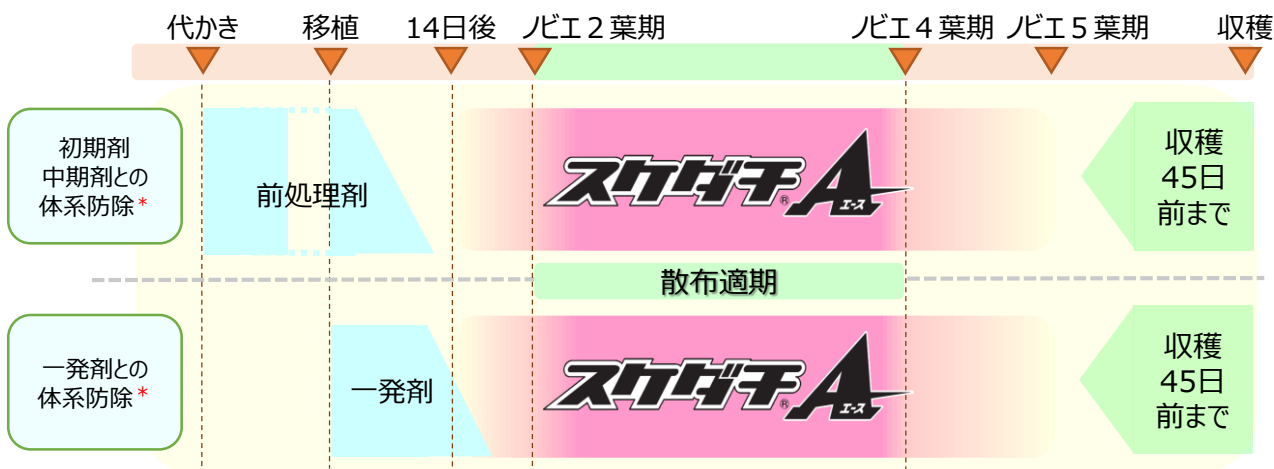 代かき 移植 14日後 ノビエ2葉期 ノビエ4葉期 ノビエ5葉期 収穫
初期剤
中期剤との
体系防除*
前処理剤
スケダチA
®
エース
収穫
45日
前まで
散布適期
一発剤との
体系防除*
一発剤
スケダチA
®
エース
収穫
45日
前まで